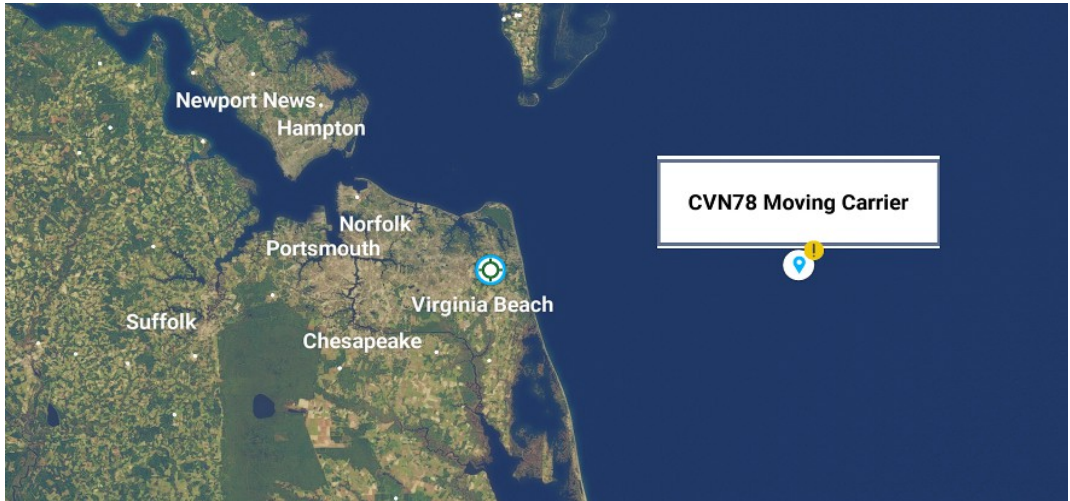 Newport News
Hampton
CVN78 Moving Carrier
Norfolk
Portsmouth
Virginia Beach
Suffolk
Chesapeake